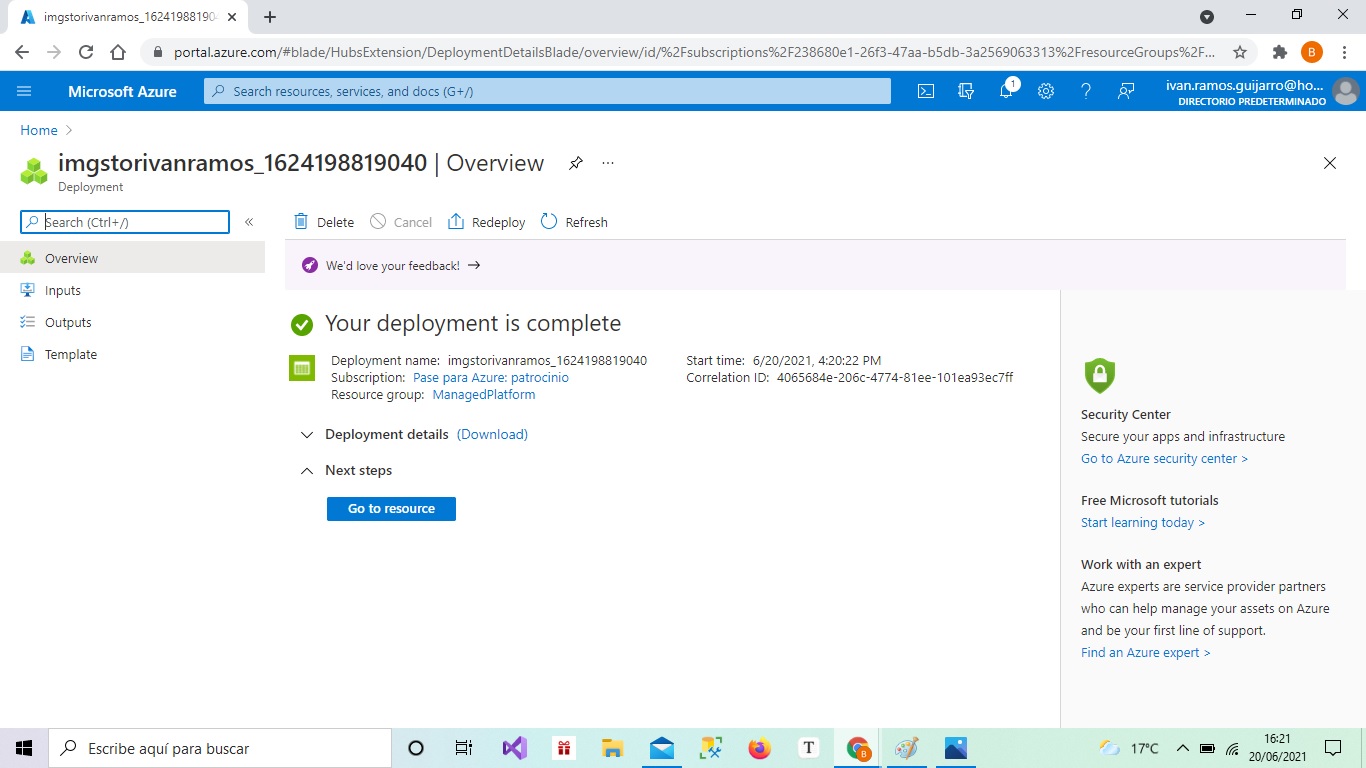 imgstorivanramos_1624198819040
portal.azure.com/#blade/HubsExtension/DeploymentDetailsBlade/overview/id/%2Fsubscriptions%2F238680e1-26f3-47aa-b5db-3a2569063313%2FresourceGroups%2F...
B
Microsoft Azure
Search resources, services, and docs (G+/)
1
ivan.ramos.guijarro@ho...
DIRECTORIO PREDETERMINADO
Home
imgstorivanramos_1624198819040 | Overview
Deployment
Search (Ctrl+/)
Delete
Cancel
Redeploy
Refresh
Overview
Inputs
Outputs
Template
We'd love your feedback! →
Your deployment is complete
Deployment name: imgstorivanramos_1624198819040
Subscription: Pase para Azure: patrocinio
Resource group: ManagedPlatform
Start time: 6/20/2021, 4:20:22 PM
Correlation ID: 4065684e-206c-4774-81ee-101ea93ec7ff
Deployment details (Download)
Next steps
Go to resource
Security Center
Secure your apps and infrastructure
Go to Azure security center >
Free Microsoft tutorials
Start learning today >
Work with an expert
Azure experts are service provider partners
who can help manage your assets on Azure
and be your first line of support.
Find an Azure expert >
Escribe aquí para buscar
T
B
17°C
16:21
20/06/2021